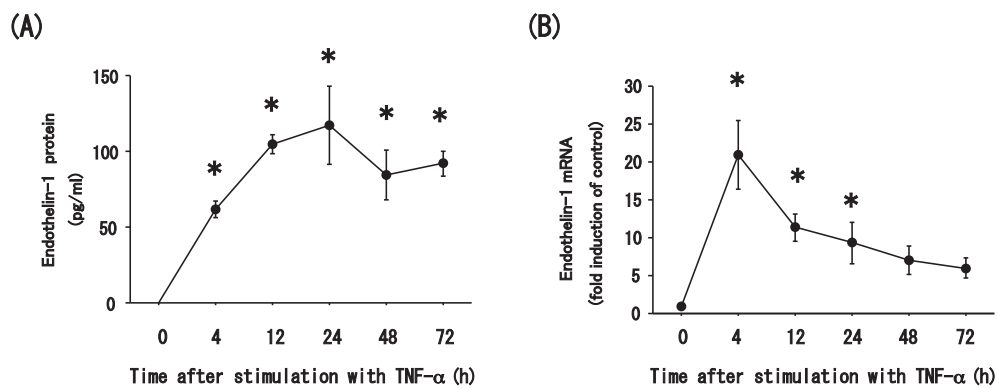 (A)
Endothelin-1 protein
(pg/ml)
150
100
50
0
*
*
*
*
*
0 4 12 24 48 72
Time after stimulation with TNF-α (h)
(B)
Endothelin-1 mRNA
(fold induction of control)
30
25
20
15
10
5
0
*
*
*
0 4 12 24 48 72
Time after stimulation with TNF-α (h)